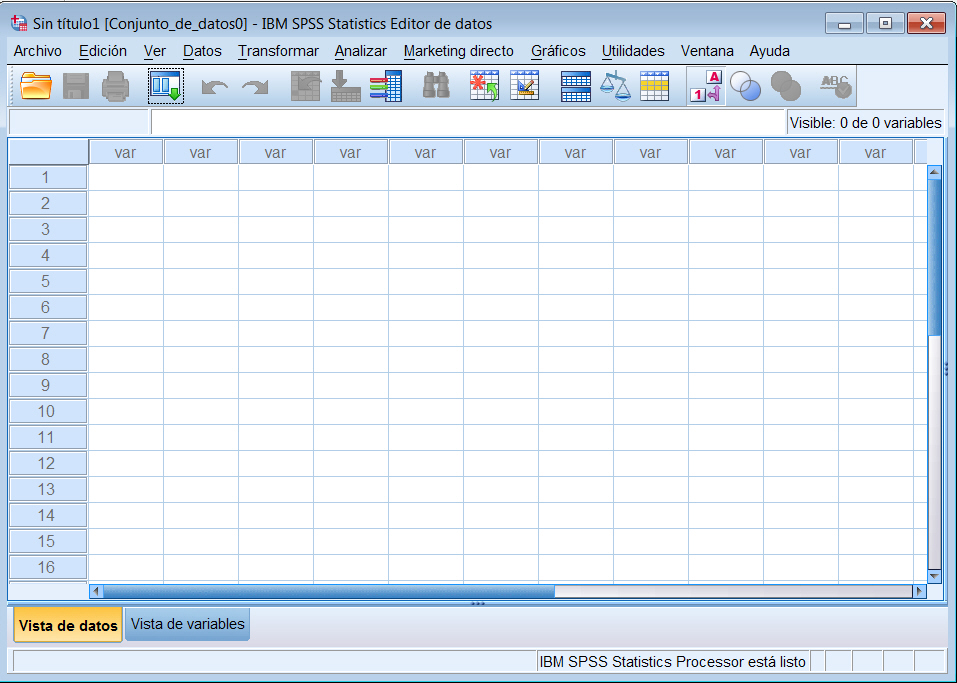 Sin título1 [Conjunto_de_datos0] - IBM SPSS Statistics Editor de datos
Archivo Edición Ver Datos Transformar Analizar Marketing directo Gráficos Utilidades Ventana Ayuda
1 A ABC
Visible: 0 de 0 variables
var var var var var var var var var var var
1
2
3
4
5
6
7
8
9
10
11
12
13
14
15
16
Vista de datos Vista de variables
IBM SPSS Statistics Processor está listo